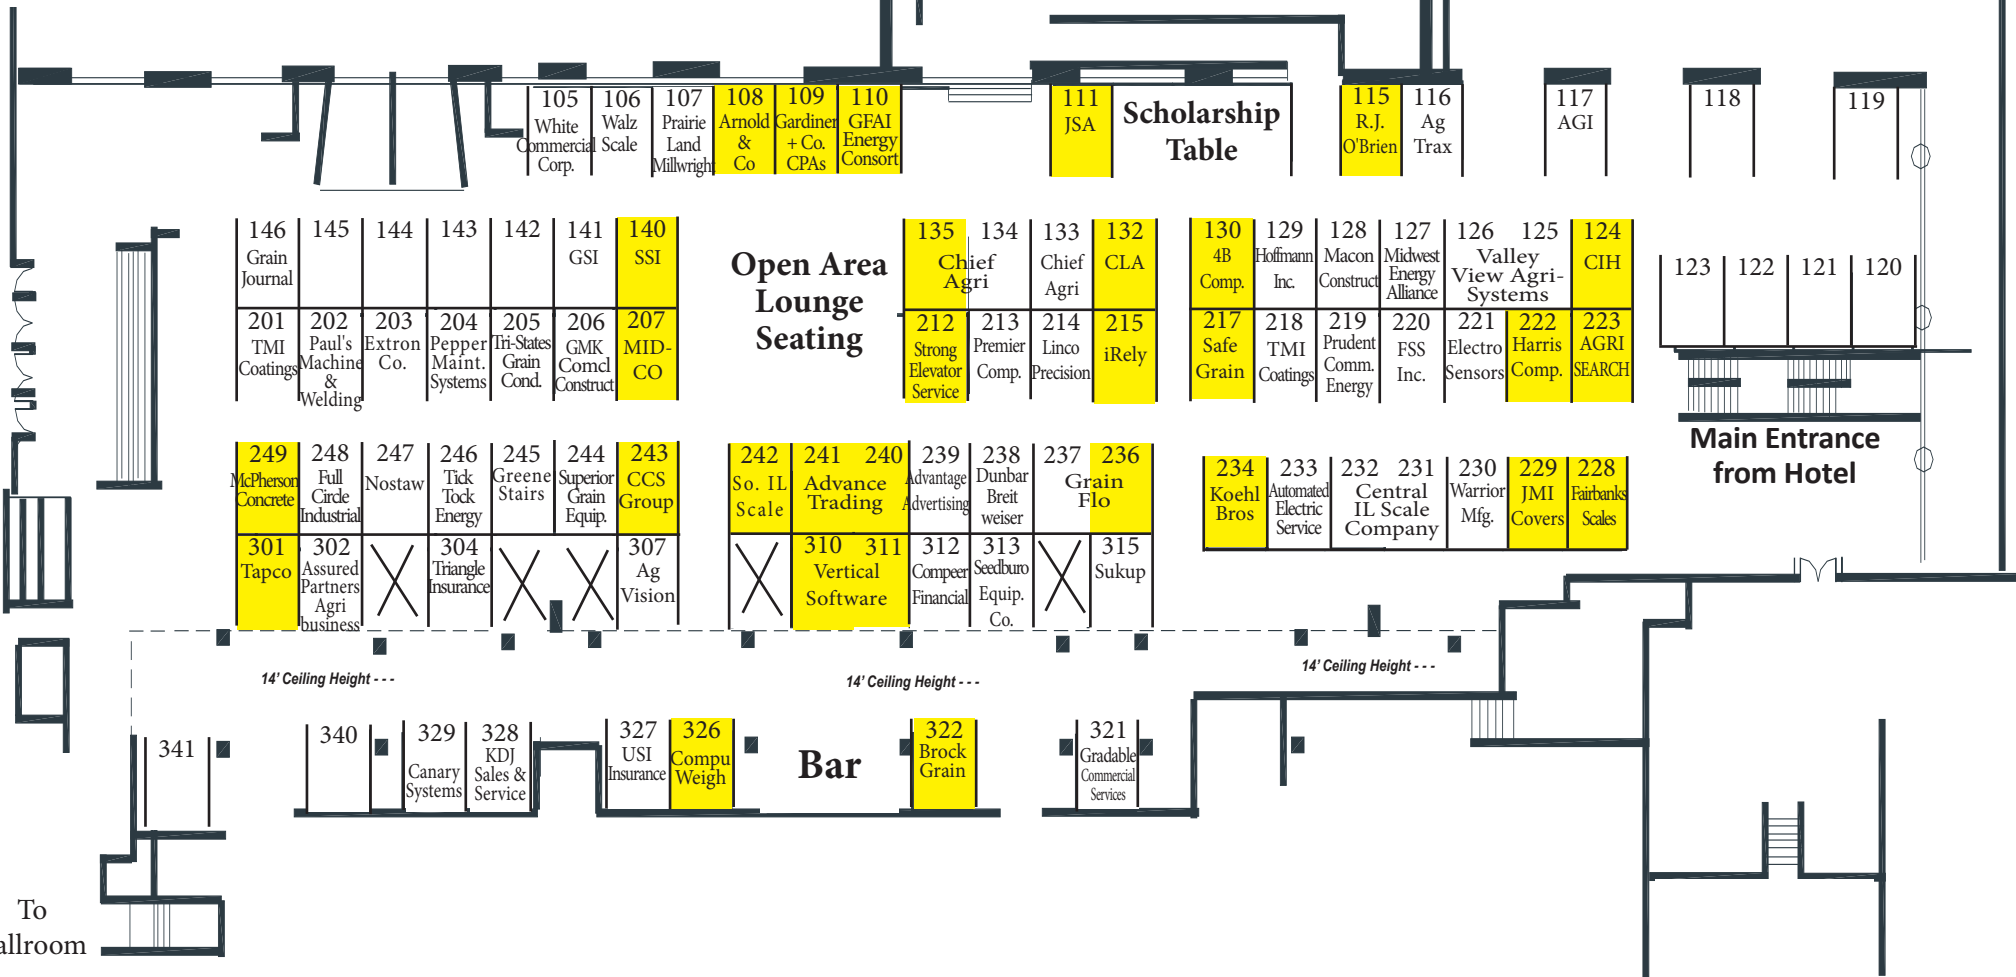 105
White
Commercial
Corp.
106
Walz
Scale
107
Prairie
Land
Millwright
108
Arnold
&
Co
109
Gardiner
+ Co.
CPAs
110
GFAI
Energy
Consort
111
JSA
Scholarship
Table
115
R.J.
O'Brien
116
Ag
Trax
117
AGI
118
119
146
Grain
Journal
145
144
143
142
141
GSI
140
SSI
Open Area
Lounge
Seating
135 134
Chief
Agri
133
Chief
Agri
132
CLA
130
4B
Comp.
129
Hoffmann
Inc.
128
Macon
Construct
127
Midwest
Energy
Alliance
126 125
Valley
View Agri-
Systems
124
CIH
123
122
121
120
201
TMI
Coatings
202
Paul's
Machine
&
Welding
203
Extron
Co.
204
Pepper
Maint.
Systems
205
Tri-States
Grain
Cond.
206
GMK
Comcl
Construct
207
MID-
CO
212
Strong
Elevator
Service
213
Premier
Comp.
214
Linco
Precision
215
iRely
217
Safe
Grain
218
TMI
Coatings
219
Prudent
Comm.
Energy
220
FSS
Inc.
221
Electro
Sensors
222
Harris
Comp.
223
AGRI
SEARCH
Main Entrance
from Hotel
249
McPherson
Concrete
248
Full
Circle
Industrial
247
Nostaw
246
Tick
Tock
Energy
245
Greene
Stairs
244
Superior
Grain
Equip.
243
CCS
Group
242
So. IL
Scale
241 240
Advance
Trading
239
Advantage
Advertising
238
Dunbar
Breit
weiser
237 236
Grain
Flo
234
Koehl
Bros
233
Automated
Electric
Service
232 231
Central
IL Scale
Company
230
Warrior
Mfg.
229
JMI
Covers
228
Fairbanks
Scales
301
Tapco
302
Assured
Partners
Agri
business
304
Triangle
Insurance
307
Ag
Vision
310 311
Vertical
Software
312
Compeer
Financial
313
Seedburo
Equip.
Co.
315
Sukup
14' Ceiling Height - - -
14' Ceiling Height - - -
14' Ceiling Height - - -
341
340
329
Canary
Systems
328
KDJ
Sales &
Service
327
USI
Insurance
326
Compu
Weigh
Bar
322
Brock
Grain
321
Gradable
Commercial
Services
To
allroom